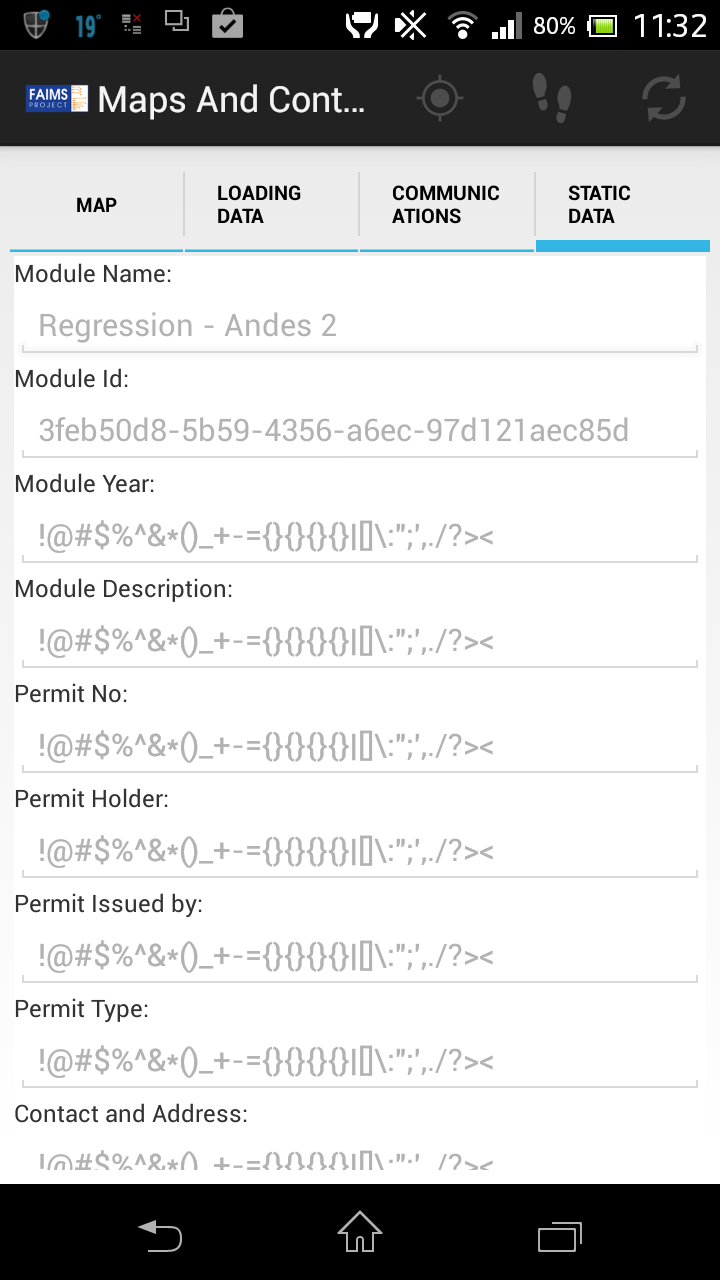 19° 80% 11:32
FAIMS PROJECT Maps And Cont...
MAP
LOADING DATA
COMMUNICATIONS
STATIC DATA
Module Name:
Regression - Andes 2
Module Id:
3feb50d8-5b59-4356-a6ec-97d121aec85d
Module Year:
!@#$%^&*()_+-={}{}{}{}|[]\:";',./?><
Module Description:
!@#$%^&*()_+-={}{}{}{}|[]\:";',./?><
Permit No:
!@#$%^&*()_+-={}{}{}{}|[]\:";',./?><
Permit Holder:
!@#$%^&*()_+-={}{}{}{}|[]\:";',./?><
Permit Issued by:
!@#$%^&*()_+-={}{}{}{}|[]\:";',./?><
Permit Type:
!@#$%^&*()_+-={}{}{}{}|[]\:";',./?><
Contact and Address:
!@#$%^&*()_+-={}{}{}{}|[]\:";',./?><